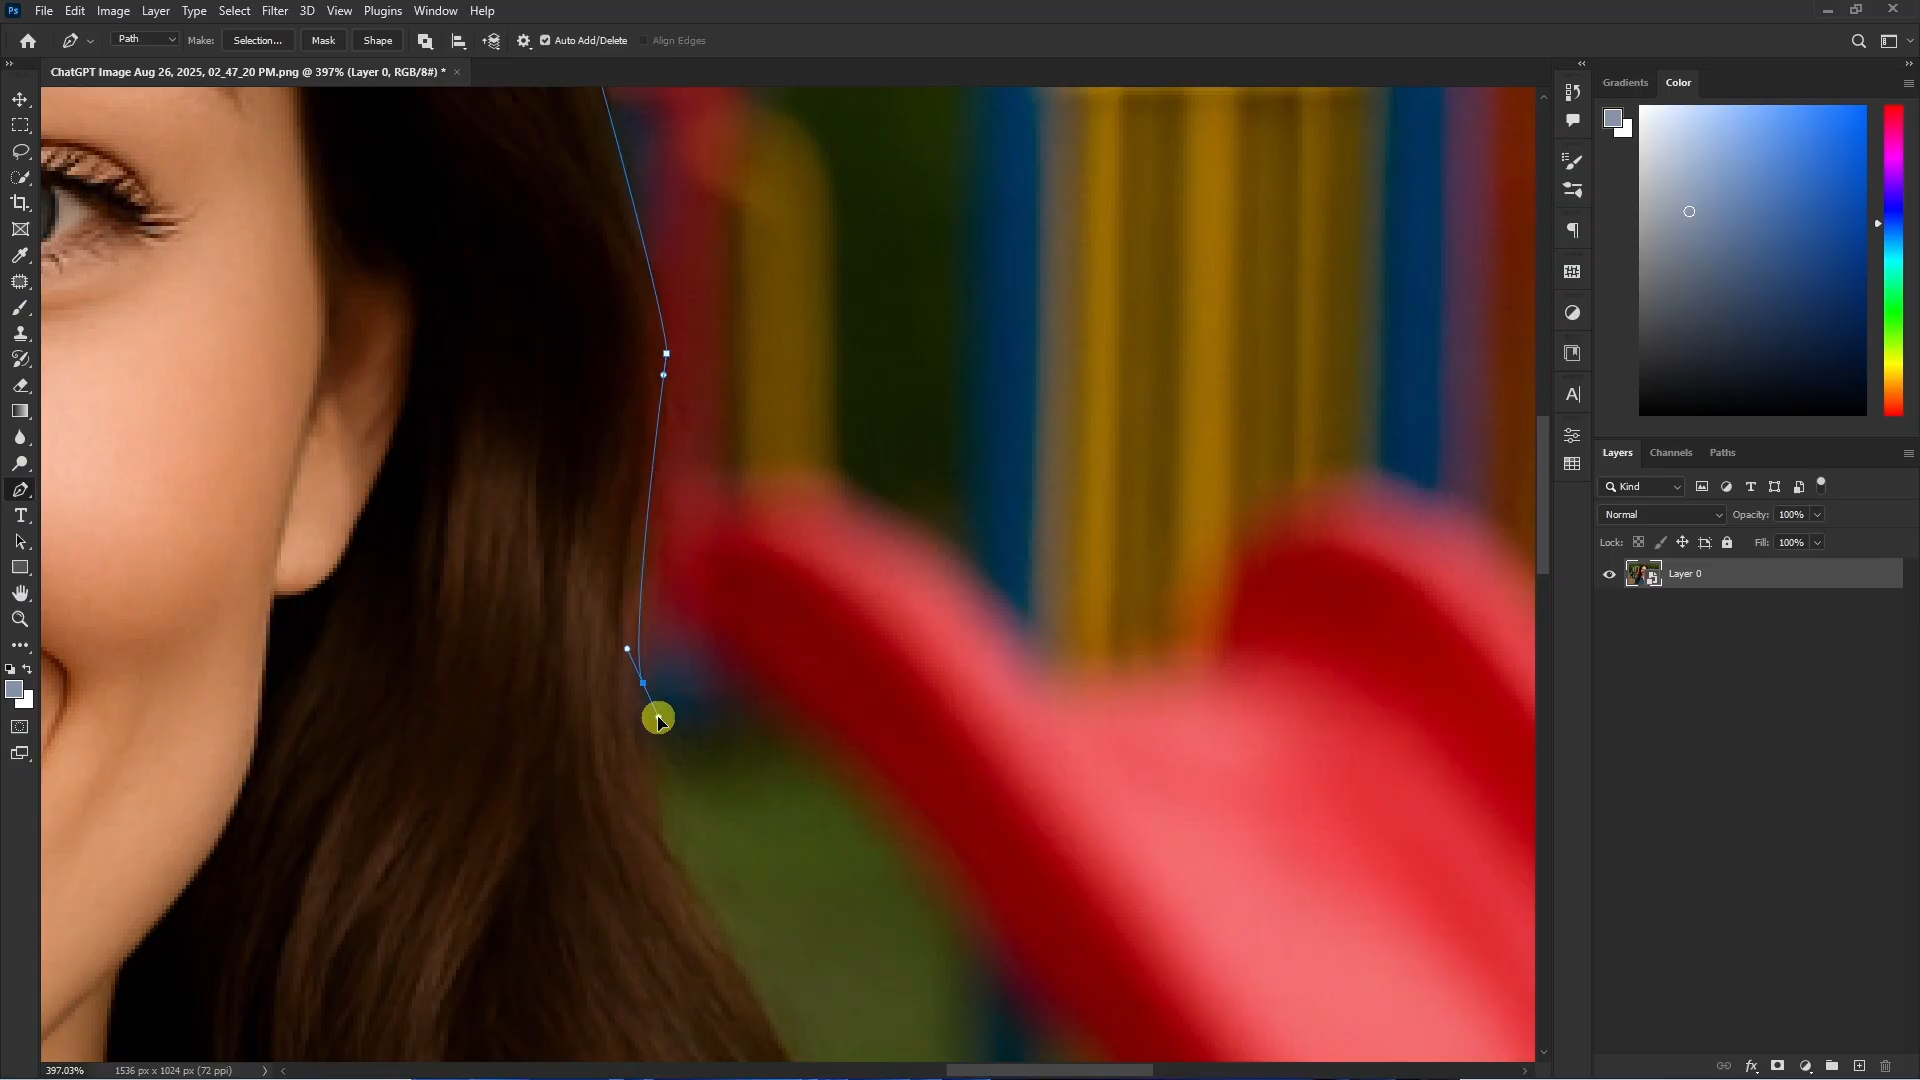 Ps File Edit Image Layer Type Select Filter 3D View Plugins Window Help
Path Make: Selection... Mask Shape Auto Add/Delete Align Edges
ChatGPT Image Aug 26, 2025, 02_47_20 PM.png @ 397% (Layer 0, RGB/8#) * ×
Gradients Color
Layers Channels Paths
Kind
Normal Opacity: 100%
Lock: Fill: 100%
Layer 0
397.03% 1536 px x 1024 px (72 ppi)